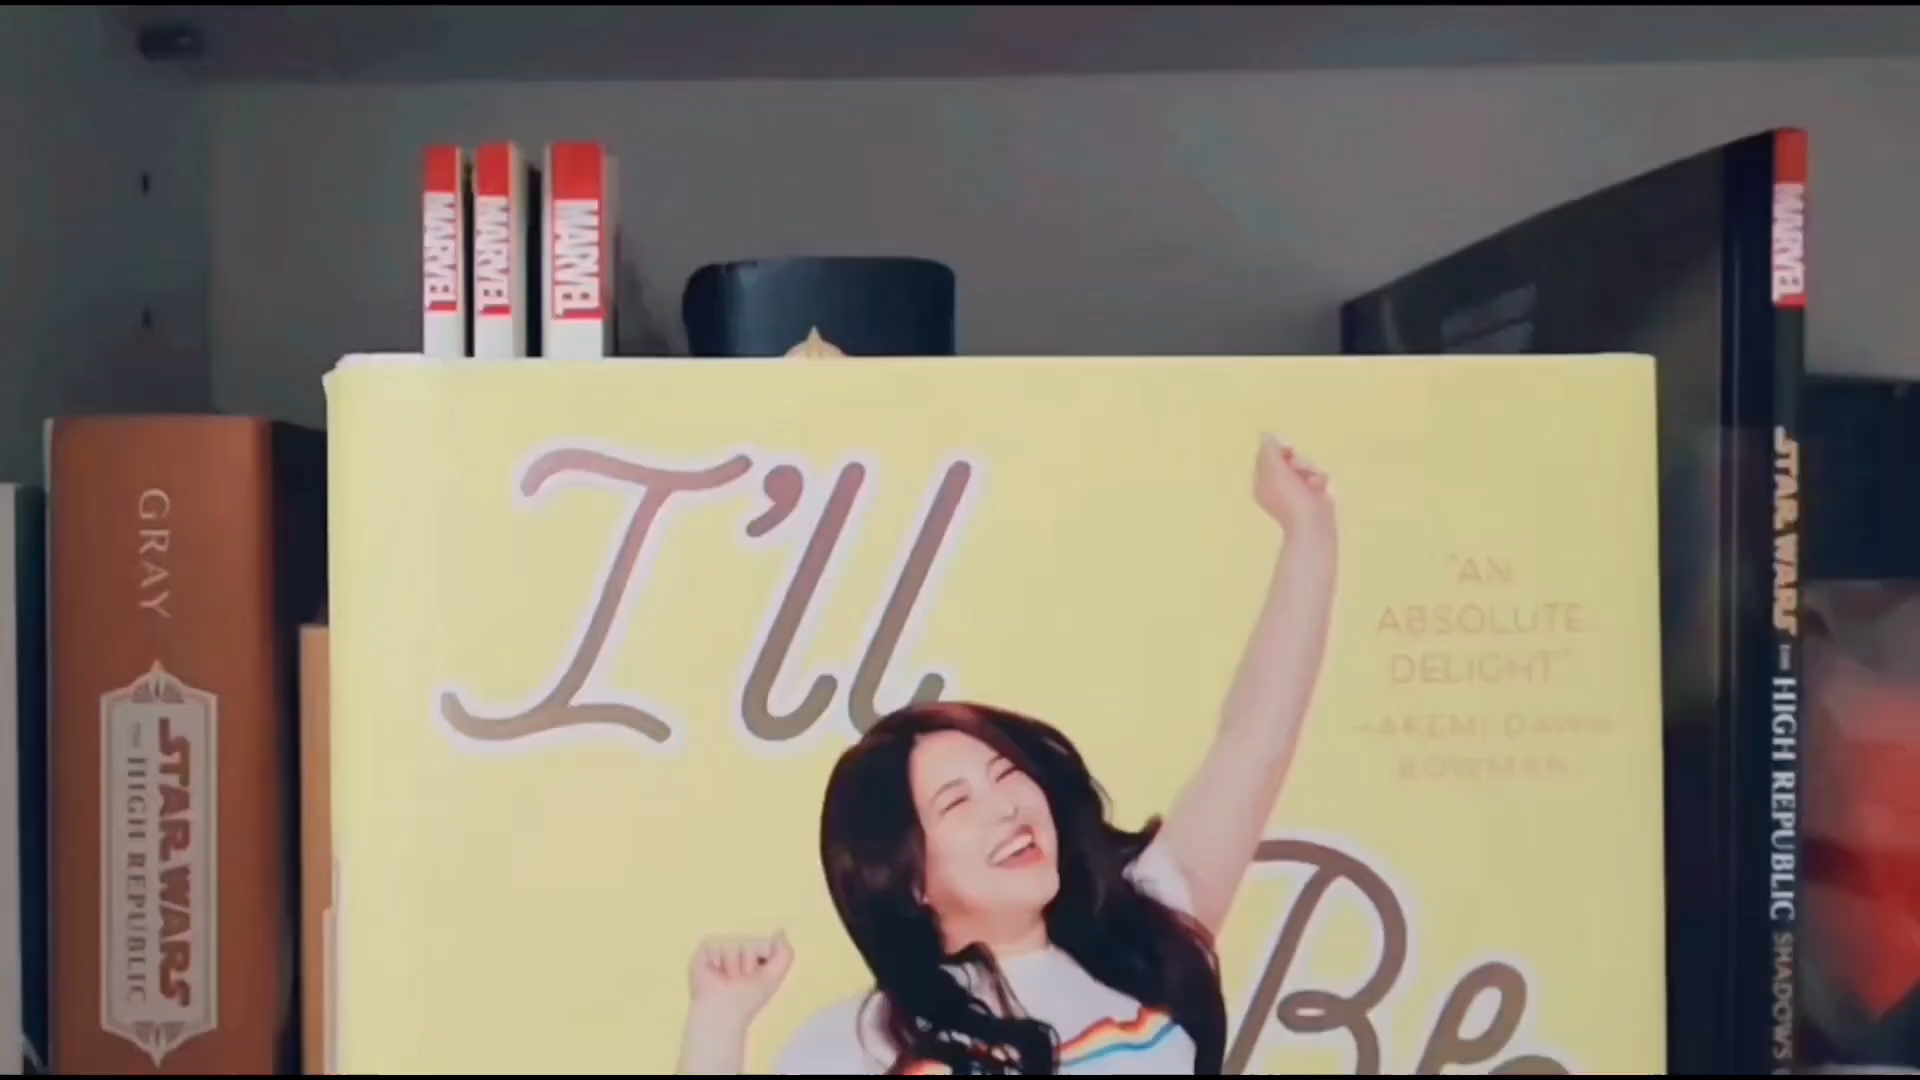 MARVEL
MARVEL
MARVEL
MARVEL
GRAY
STAR WARS
THE HIGH REPUBLIC
I'll
Be
"AN
ABSOLUTE
DELIGHT"
—AKEMI DAWN
BOWMAN
STAR WARS THE HIGH REPUBLIC SHADOWS